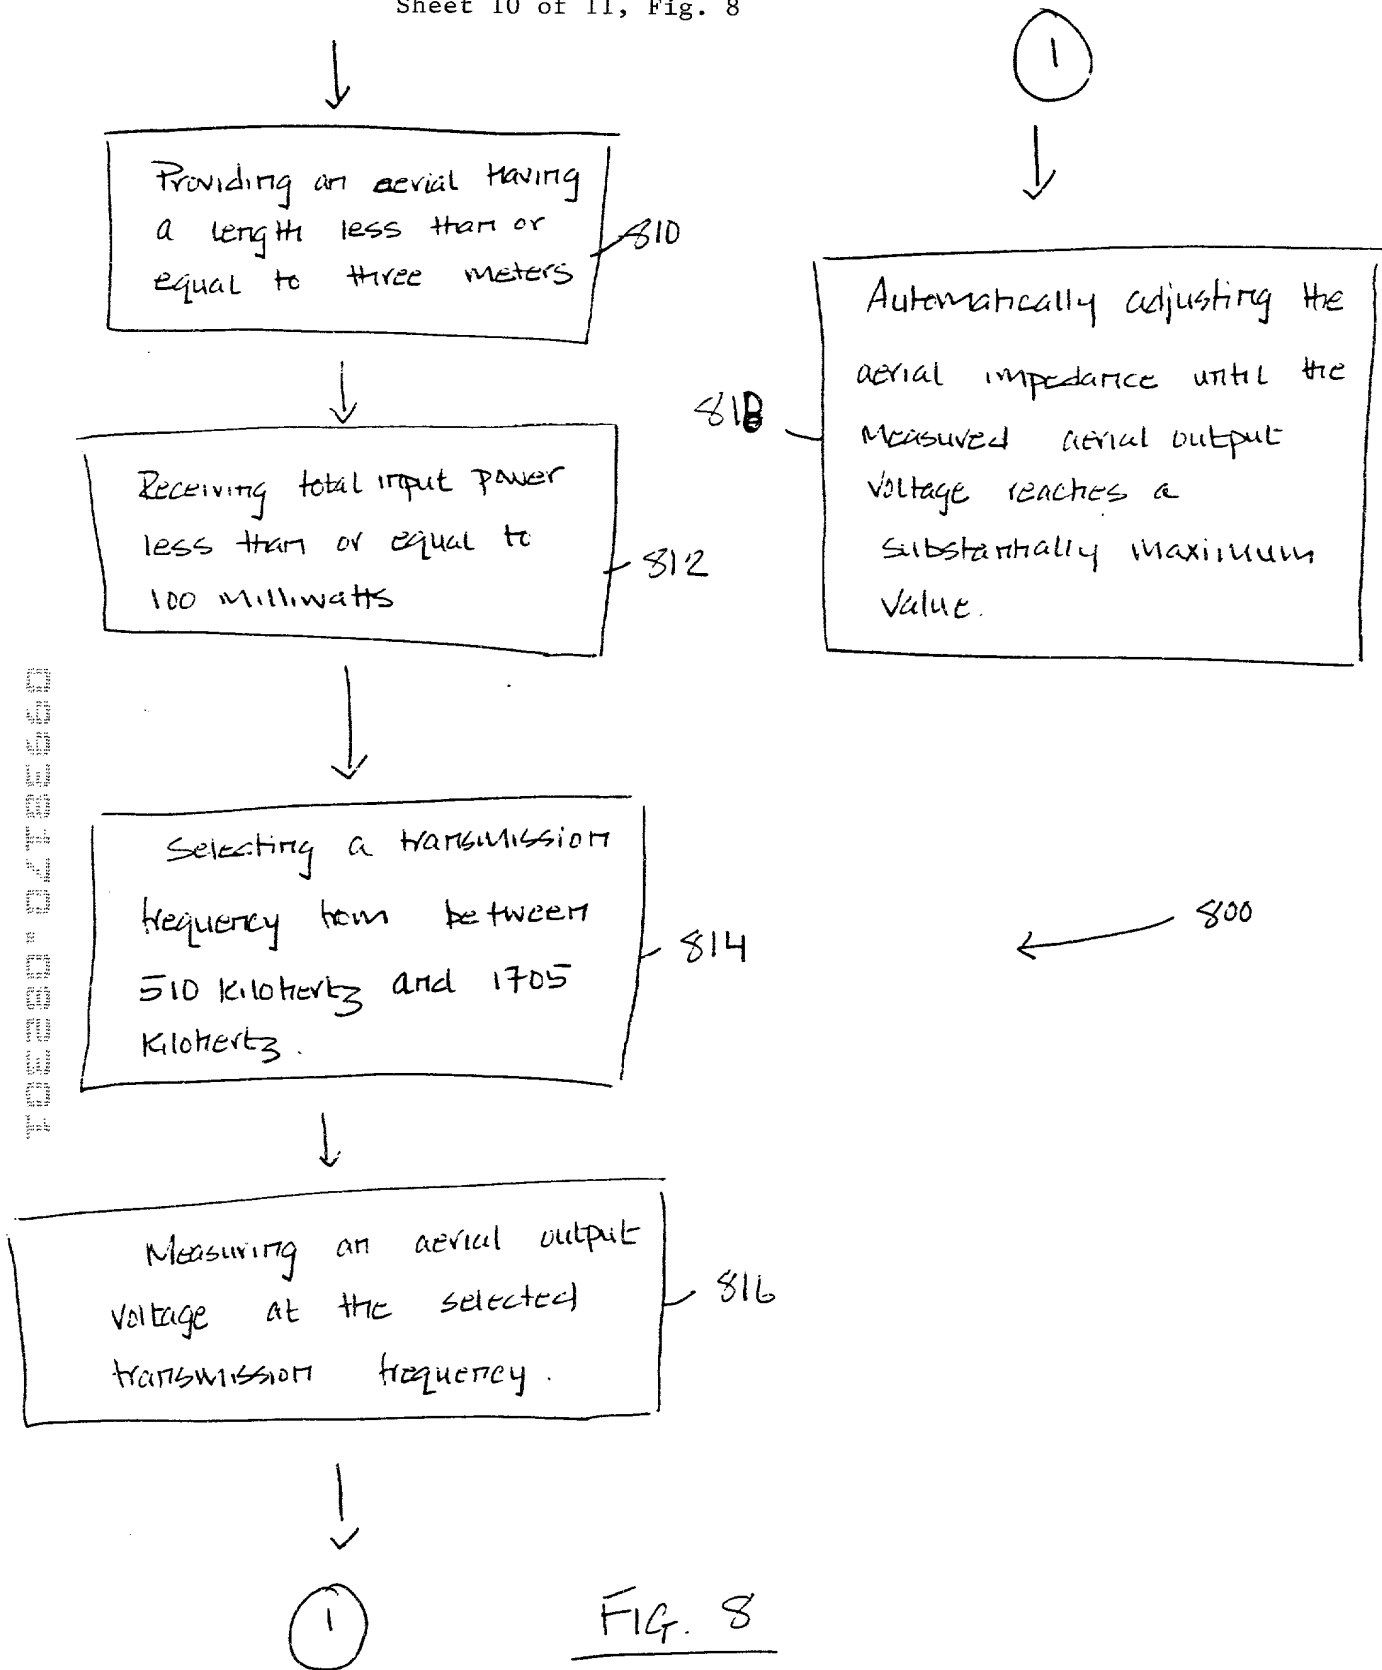 Sheet 10 of 11, Fig. 8
Providing an aerial having
a length less than or
equal to three meters
810
Receiving total input power
less than or equal to
100 milliwatts
812
Selecting a transmission
frequency from between
510 Kilohertz and 1705
Kilohertz.
814
Measuring an aerial output
voltage at the selected
transmission frequency.
816
1
1
Automatically adjusting the
aerial impedance until the
measured aerial output
voltage reaches a
substantially maximum
value.
818
800
FIG. 8
09938170.082301